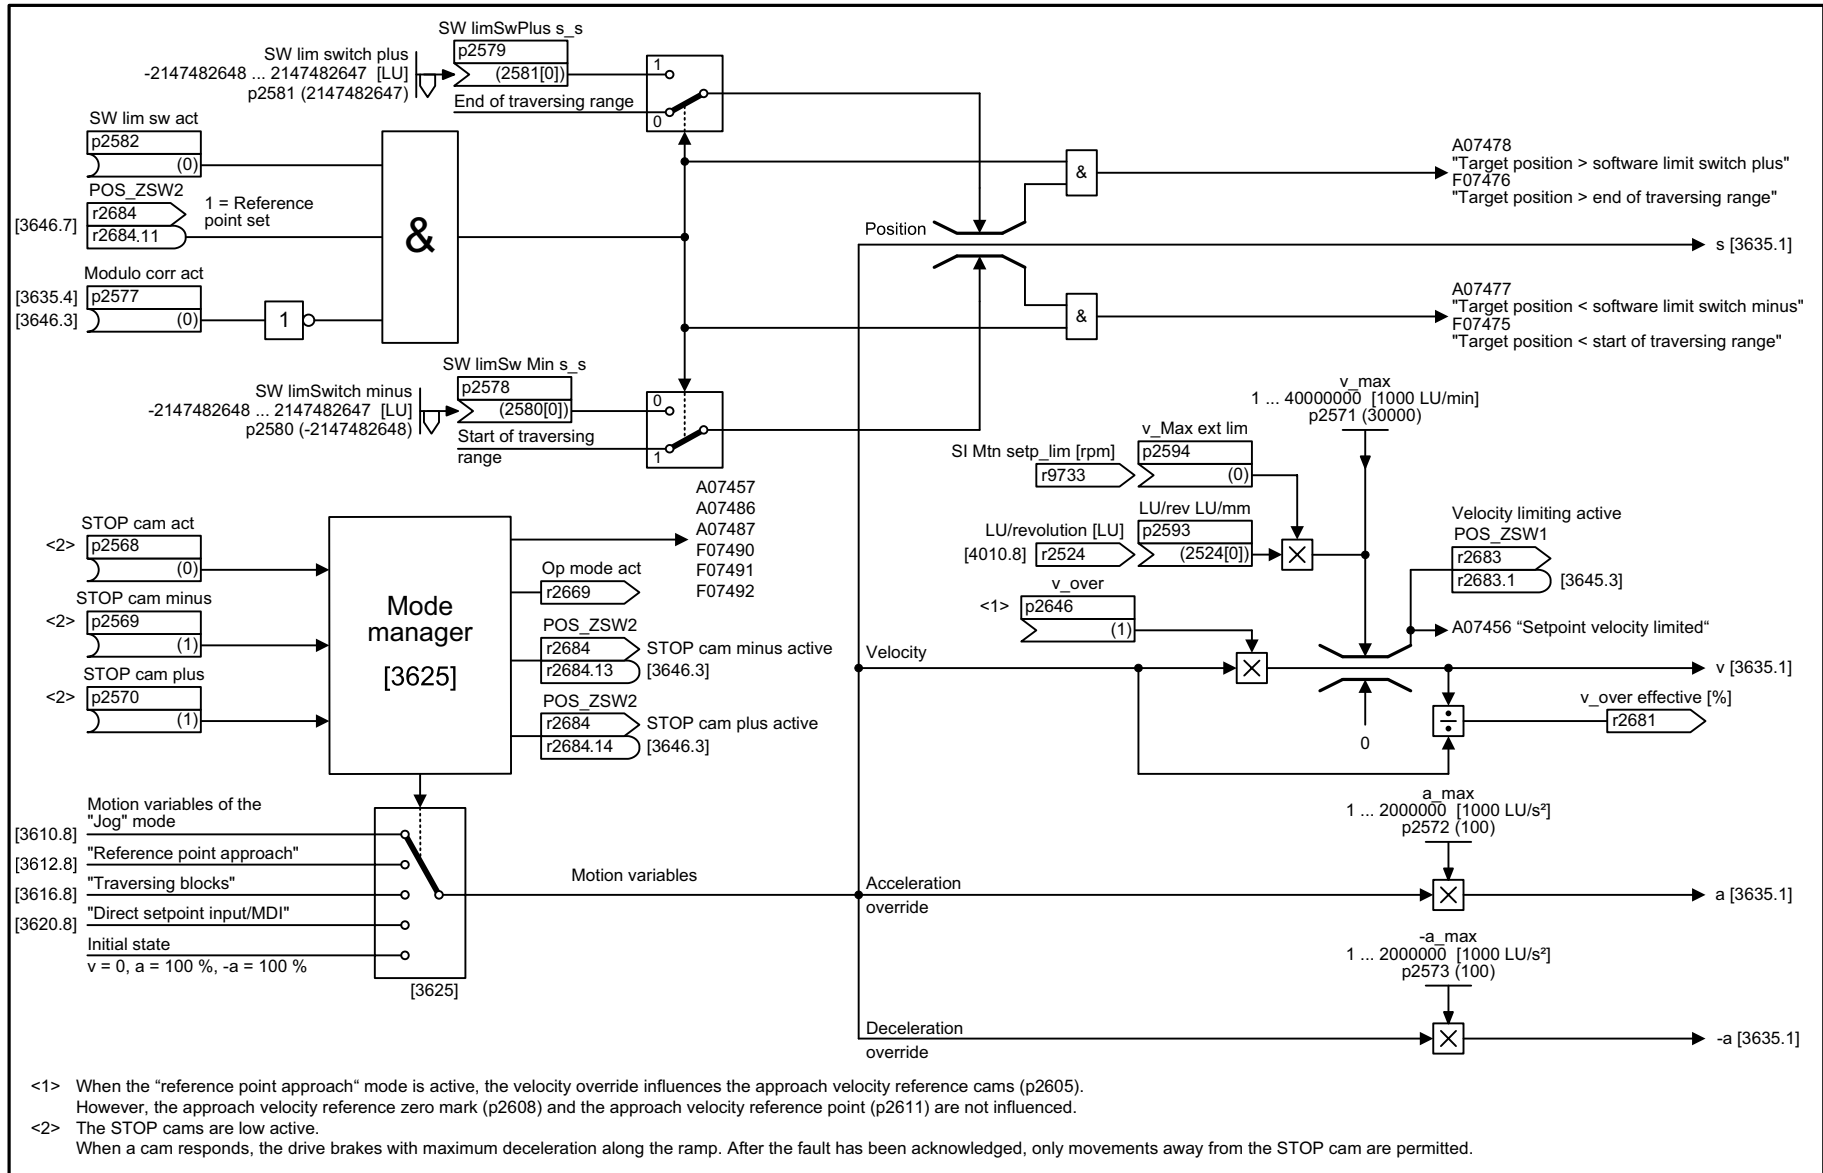 SW limSwPlus s_s
SW lim switch plus
p2579
-2147482648 ... 2147482647 [LU]
(2581[0])
p2581 (2147482647)
1
End of traversing range
0
SW lim sw act
p2582
(0)
POS_ZSW2
r2684
1 = Reference
point set
[3646.7]
r2684.11
Modulo corr act
[3635.4]
p2577
[3646.3]
(0)
1
&
&
A07478
"Target position > software limit switch plus"
F07476
"Target position > end of traversing range"
Position
s [3635.1]
&
A07477
"Target position < software limit switch minus"
F07475
"Target position < start of traversing range"
SW limSw Min s_s
SW limSwitch minus
p2578
-2147482648 ... 2147482647 [LU]
(2580[0])
p2580 (-2147482648)
0
Start of traversing
range
1
v_max
1 ... 40000000 [1000 LU/min]
p2571 (30000)
v_Max ext lim
SI Mtn setp_lim [rpm]
p2594
r9733
(0)
LU/rev LU/mm
LU/revolution [LU]
p2593
[4010.8]
r2524
(2524[0])
Velocity limiting active
POS_ZSW1
r2683
r2683.1
[3645.3]
v_over
<1>
p2646
(1)
A07456 “Setpoint velocity limited“
Velocity
v [3635.1]
v_over effective [%]
r2681
0
STOP cam act
<2>
p2568
(0)
STOP cam minus
<2>
p2569
(1)
STOP cam plus
<2>
p2570
(1)
Mode
manager
[3625]
A07457
A07486
A07487
F07490
F07491
F07492
Op mode act
r2669
POS_ZSW2
r2684
STOP cam minus active
r2684.13
[3646.3]
POS_ZSW2
r2684
STOP cam plus active
r2684.14
[3646.3]
Motion variables of the
"Jog" mode
[3610.8]
"Reference point approach"
[3612.8]
"Traversing blocks"
[3616.8]
"Direct setpoint input/MDI"
[3620.8]
Initial state
v = 0, a = 100 %, -a = 100 %
[3625]
Motion variables
a_max
1 ... 2000000 [1000 LU/s²]
p2572 (100)
Acceleration
override
a [3635.1]
-a_max
1 ... 2000000 [1000 LU/s²]
p2573 (100)
Deceleration
override
-a [3635.1]
<1> When the “reference point approach“ mode is active, the velocity override influences the approach velocity reference cams (p2605).
However, the approach velocity reference zero mark (p2608) and the approach velocity reference point (p2611) are not influenced.
<2> The STOP cams are low active.
When a cam responds, the drive brakes with maximum deceleration along the ramp. After the fault has been acknowledged, only movements away from the STOP cam are permitted.